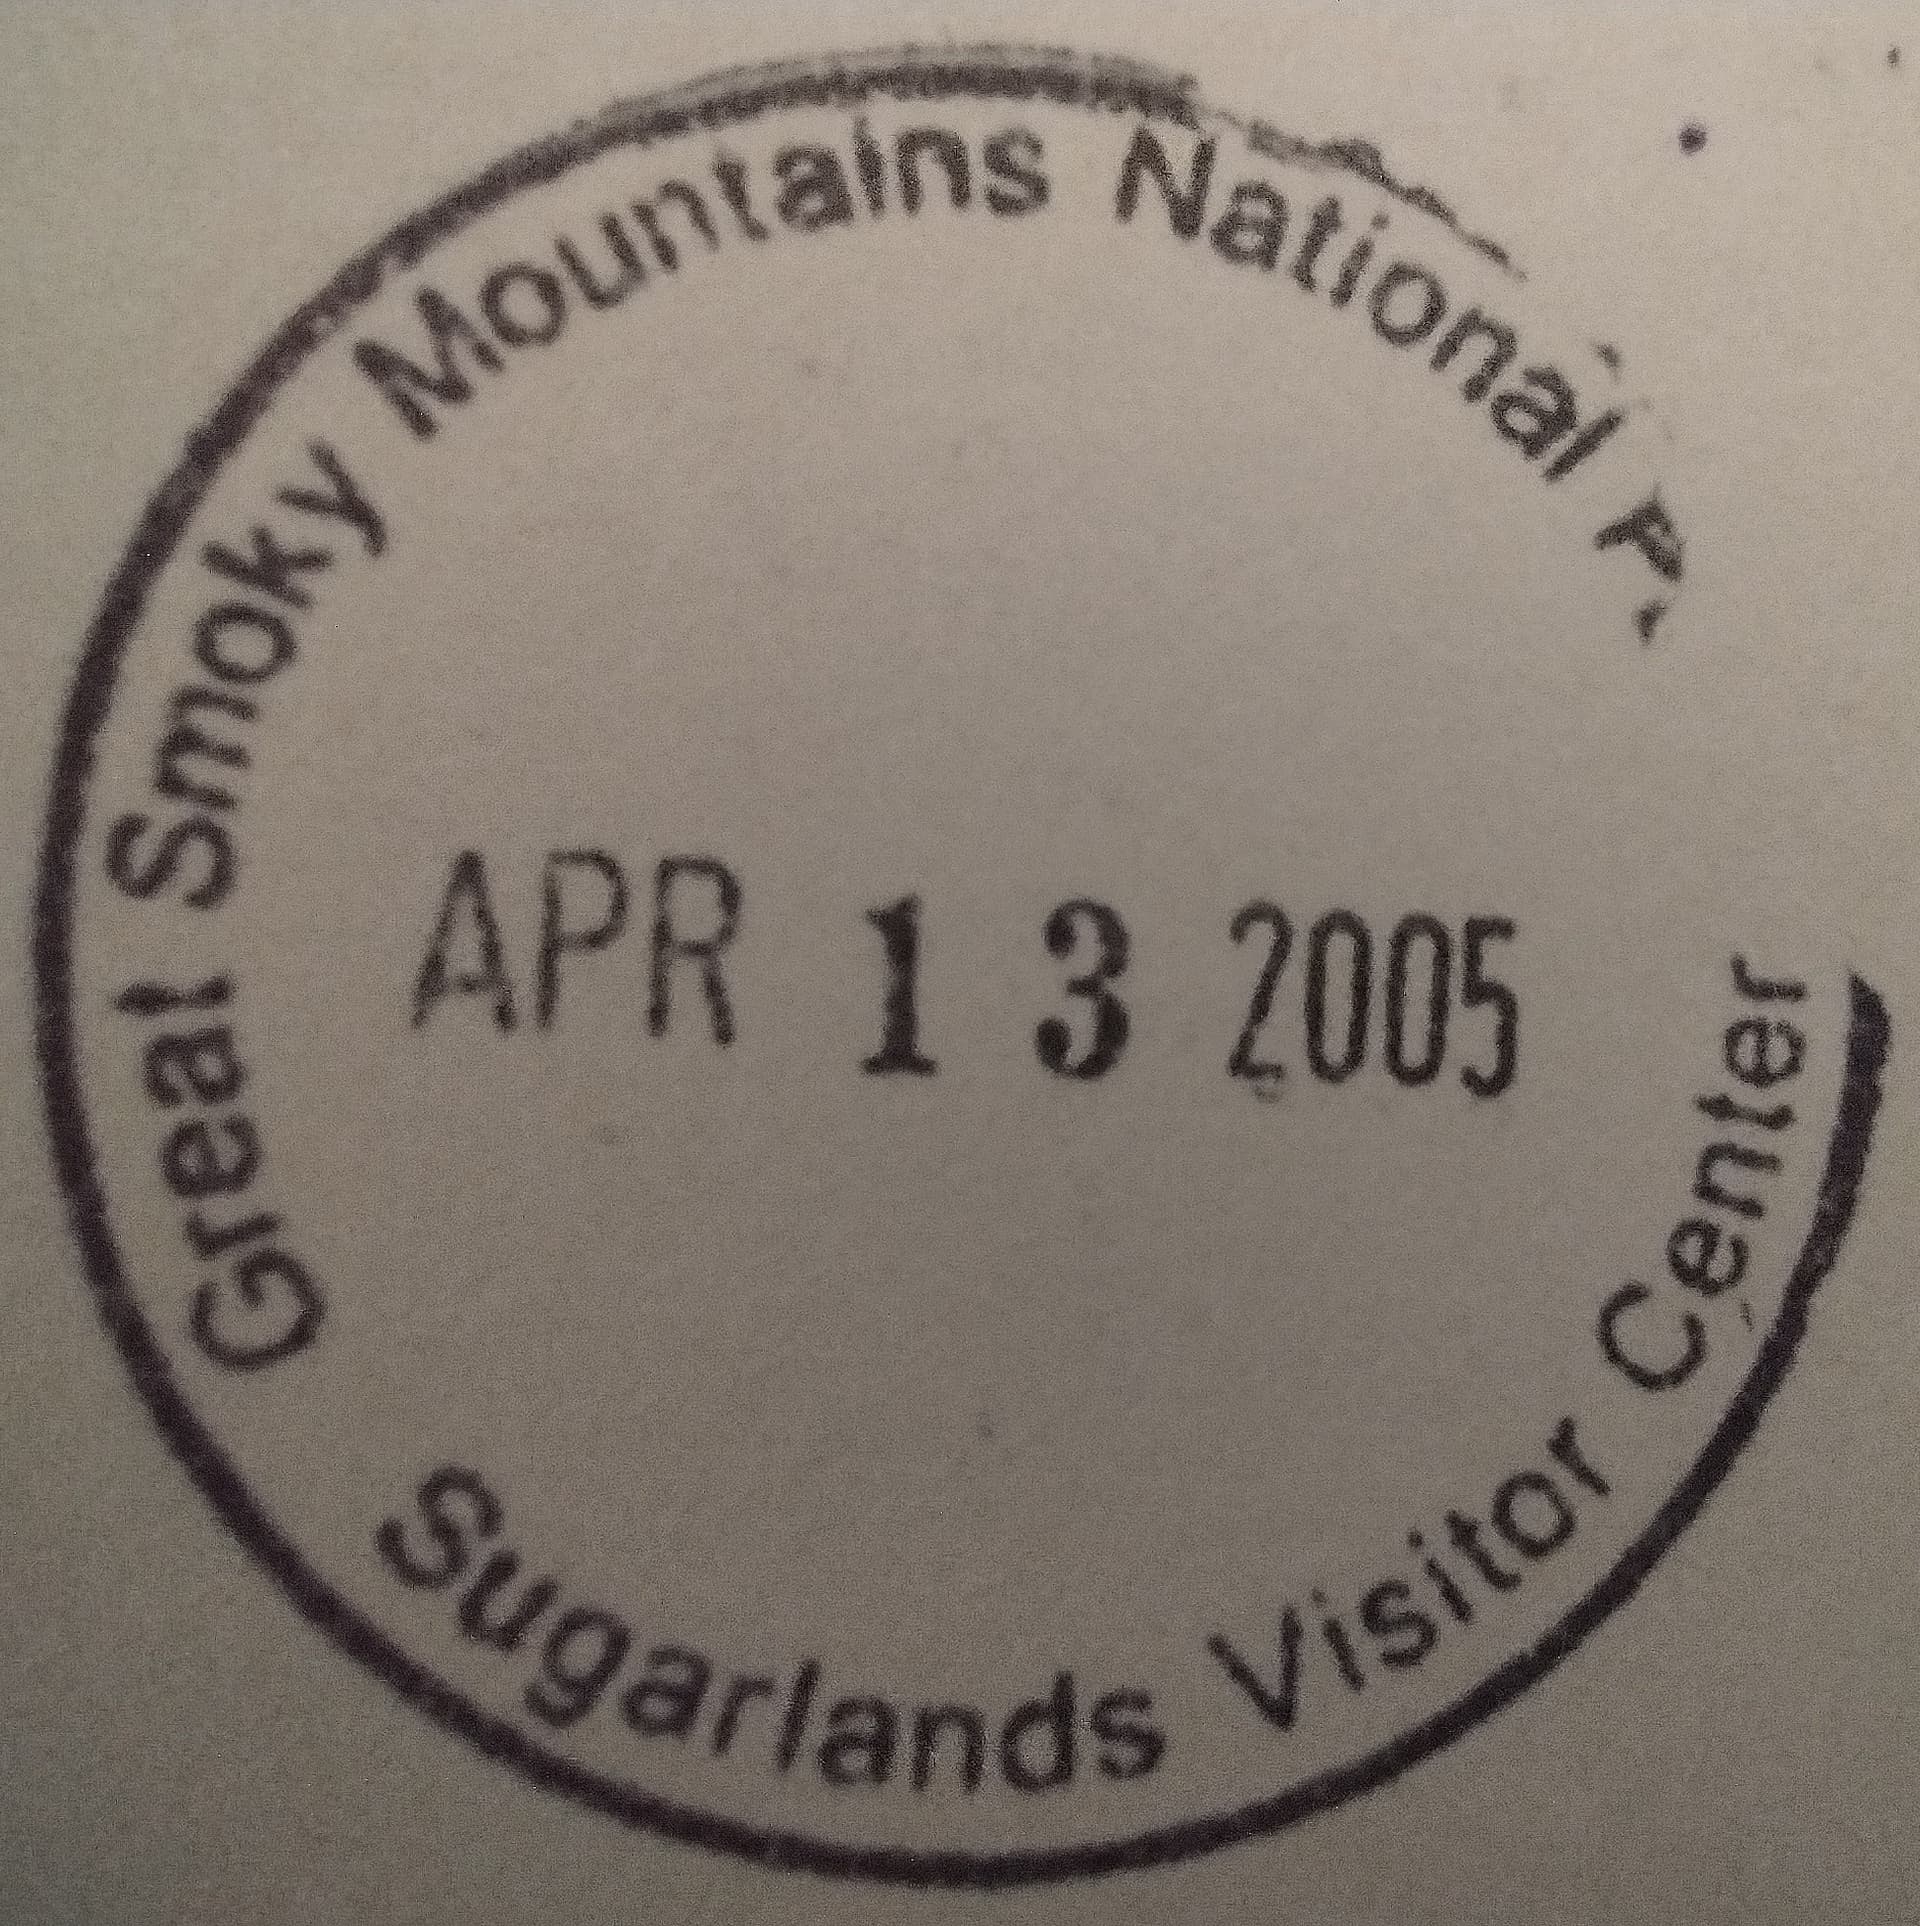 Great Smoky Mountains National P
APR 13 2005
Sugarlands Visitor Center